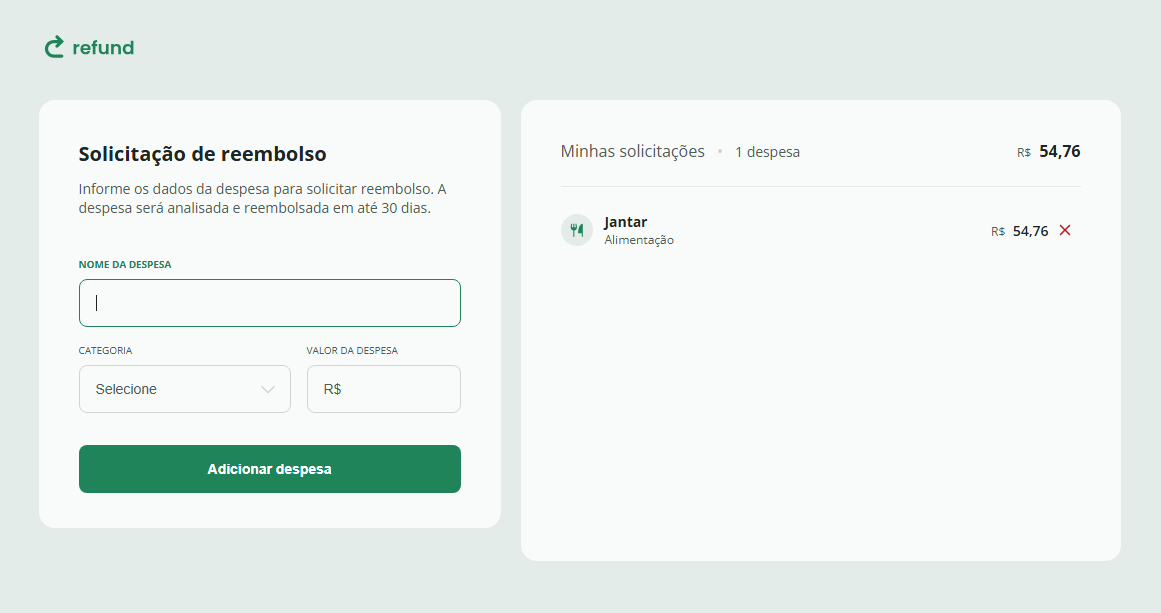 refund
Solicitação de reembolso
Informe os dados da despesa para solicitar reembolso. A
despesa será analisada e reembolsada em até 30 dias.
NOME DA DESPESA
CATEGORIA
VALOR DA DESPESA
Selecione
R$
Adicionar despesa
Minhas solicitações • 1 despesa
R$ 54,76
Jantar
Alimentação
R$ 54,76